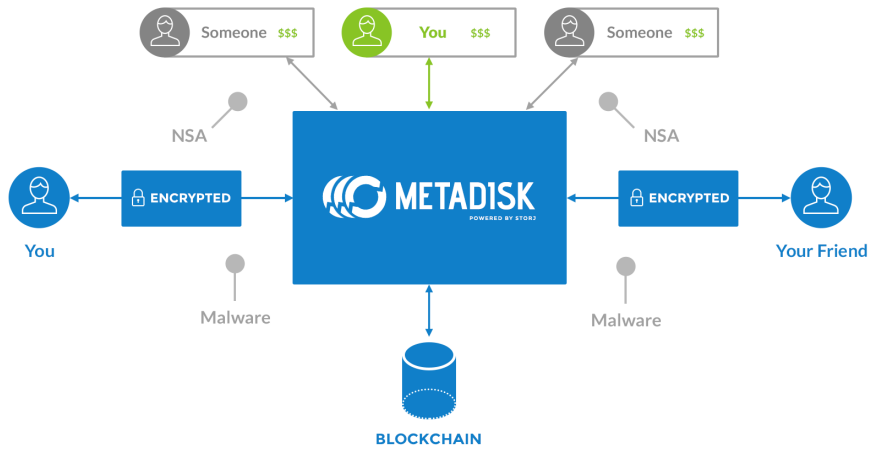 Someone $$$
You $$$
Someone $$$
NSA
NSA
ENCRYPTED
METADISK
POWERED BY STORJ
ENCRYPTED
You
Your Friend
Malware
Malware
BLOCKCHAIN